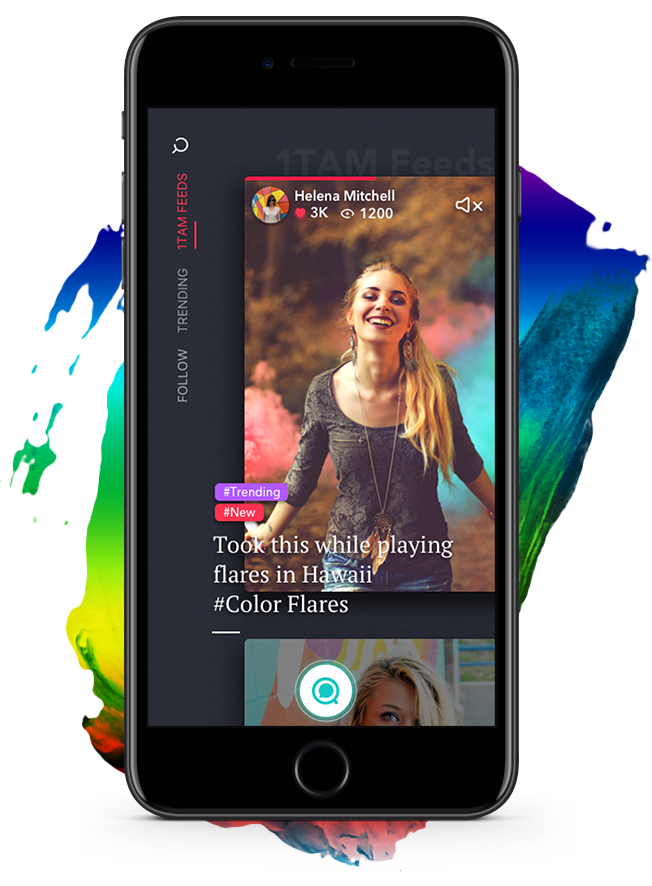 1TAM Feeds
1TAM FEEDS
TRENDING
FOLLOW
Helena Mitchell
3K 1200
#Trending
#New
Took this while playing
flares in Hawaii
#Color Flares